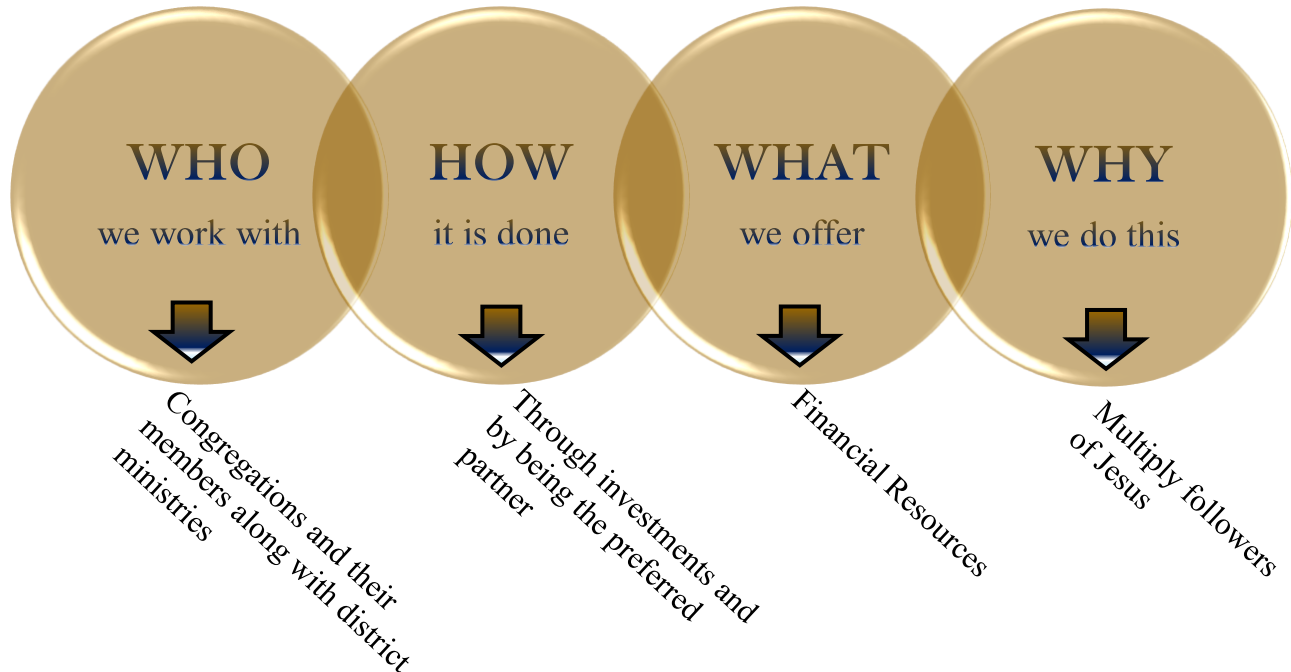 WHO
we work with
Congregations and their
members along with district
ministries
HOW
it is done
Through investments and
by being the preferred
partner
WHAT
we offer
Financial Resources
WHY
we do this
Multiply followers
of Jesus